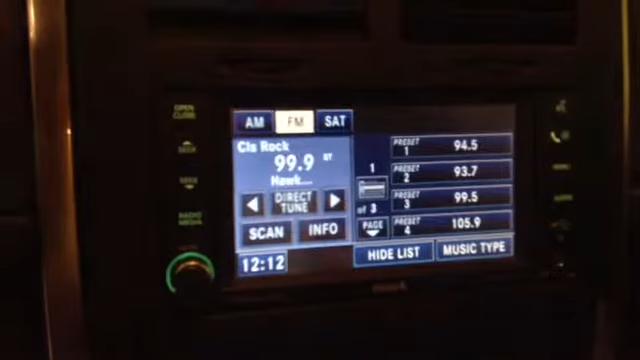 OPEN
CLOSE
SEEK
SEEK
RADIO
MEDIA
AM FM SAT
Cls Rock
99.9 ST
Hawk...
DIRECT
TUNE
SCAN INFO
12:12
1
of 3
PAGE
PRESET
1 94.5
PRESET
2 93.7
PRESET
3 99.5
PRESET
4 105.9
HIDE LIST MUSIC TYPE